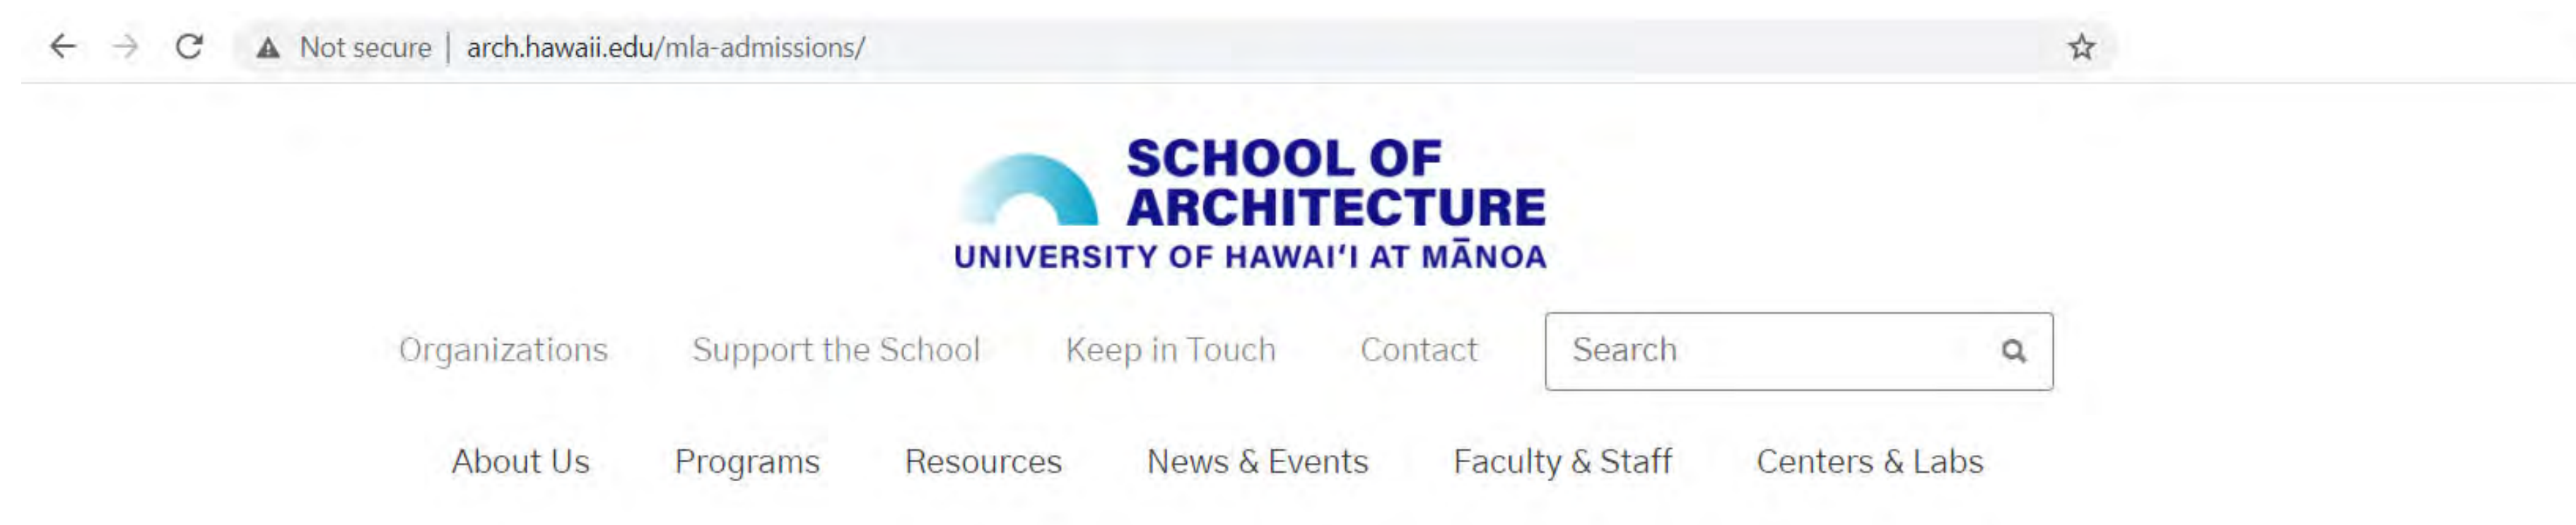 Not secure | arch.hawaii.edu/mla-admissions/
SCHOOL OF
ARCHITECTURE
UNIVERSITY OF HAWAI‘I AT MĀNOA
Organizations Support the School Keep in Touch Contact Search
About Us Programs Resources News & Events Faculty & Staff Centers & Labs